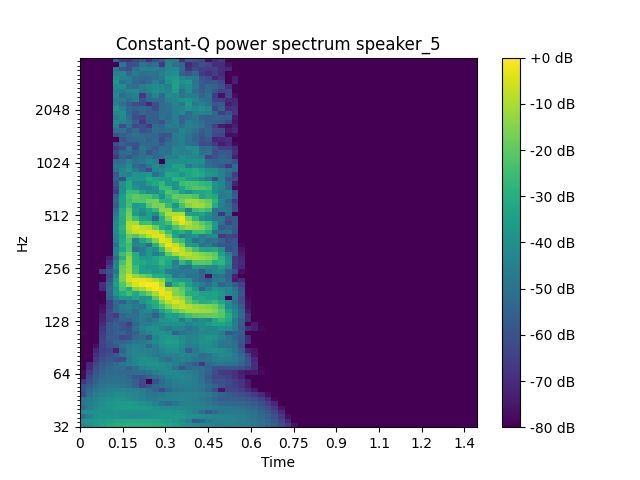 Constant-Q power spectrum speaker_5
+0 dB
-10 dB
-20 dB
-30 dB
-40 dB
-50 dB
-60 dB
-70 dB
-80 dB
Hz
2048
1024
512
256
128
64
32
0 0.15 0.3 0.45 0.6 0.75 0.9 1.1 1.2 1.4
Time